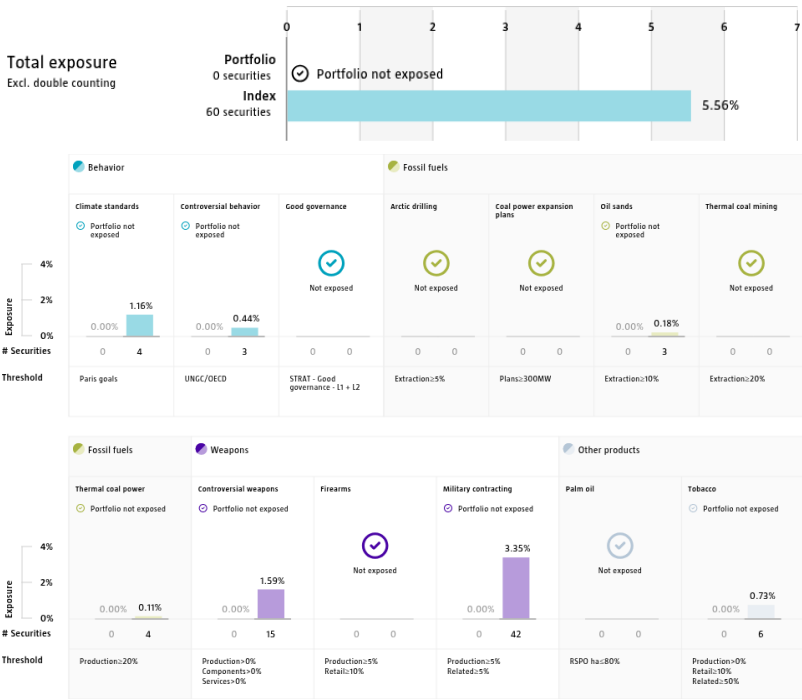 0 1 2 3 4 5 6 7
Total exposure
Excl. double counting
Portfolio
0 securities
Portfolio not exposed
Index
60 securities
5.56%
Behavior
Fossil fuels
Climate standards
Controversial behavior
Good governance
Arctic drilling
Coal power expansion
plans
Oil sands
Thermal coal mining
Portfolio not
exposed
Portfolio not
exposed
Portfolio not
exposed
Not exposed
Not exposed
Not exposed
Not exposed
Exposure
4%
2%
0%
0.00% 1.16%
0.00% 0.44%
0.00% 0.18%
# Securities 0 4 0 3 0 0 0 0 0 0 0 3 0 0
Threshold
Paris goals
UNGC/OECD
STRAT - Good
governance - L1 + L2
Extraction≥5%
Plans≥300MW
Extraction≥10%
Extraction≥20%
Fossil fuels
Weapons
Other products
Thermal coal power
Controversial weapons
Firearms
Military contracting
Palm oil
Tobacco
Portfolio not exposed
Portfolio not exposed
Portfolio not exposed
Portfolio not exposed
Not exposed
Not exposed
Exposure
4%
2%
0%
0.00% 0.11%
0.00% 1.59%
0.00% 3.35%
0.00% 0.73%
# Securities 0 4 0 15 0 0 0 42 0 0 0 6
Threshold
Production≥20%
Production>0%
Components>0%
Services>0%
Production≥5%
Retail≥10%
Production≥5%
Related≥5%
RSPO ha≤80%
Production>0%
Retail≥10%
Related≥50%